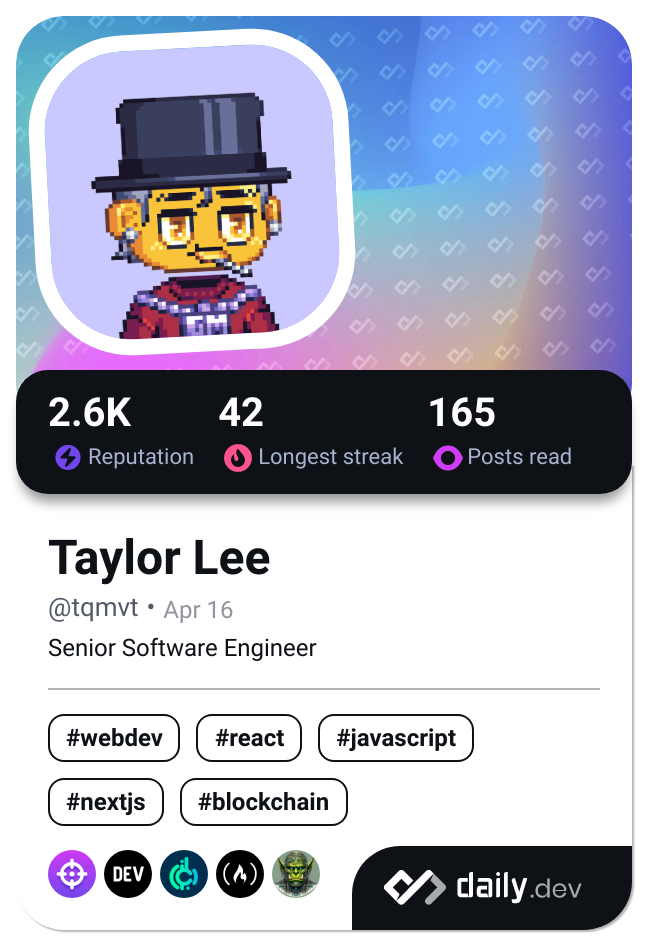 GM
2.6K 42 165
Reputation Longest streak Posts read
Taylor Lee
@tqmvt • Apr 16
Senior Software Engineer
#webdev #react #javascript
#nextjs #blockchain
DEV
daily.dev